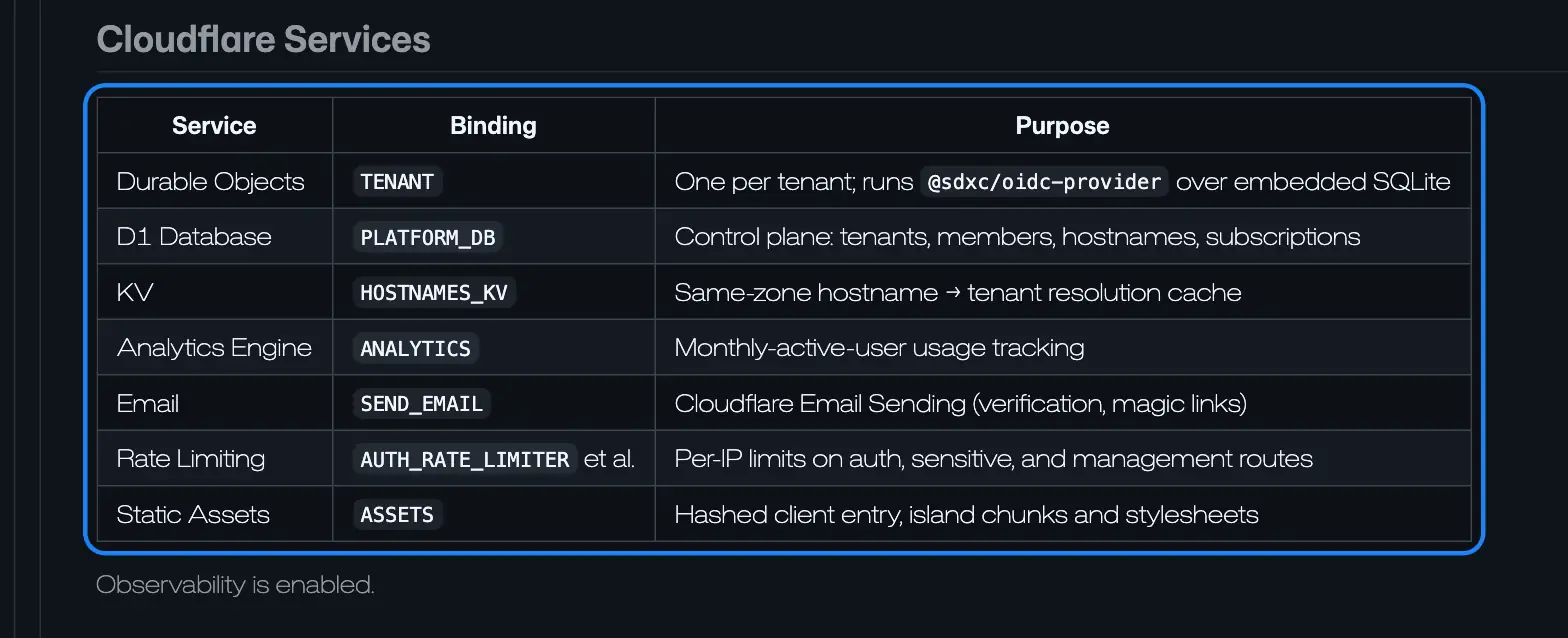 Cloudflare Services
Service Binding Purpose
Durable Objects TENANT One per tenant; runs @sdxc/oidc-provider over embedded SQLite
D1 Database PLATFORM_DB Control plane: tenants, members, hostnames, subscriptions
KV HOSTNAMES_KV Same-zone hostname → tenant resolution cache
Analytics Engine ANALYTICS Monthly-active-user usage tracking
Email SEND_EMAIL Cloudflare Email Sending (verification, magic links)
Rate Limiting AUTH_RATE_LIMITER et al. Per-IP limits on auth, sensitive, and management routes
Static Assets ASSETS Hashed client entry, island chunks and stylesheets
Observability is enabled.